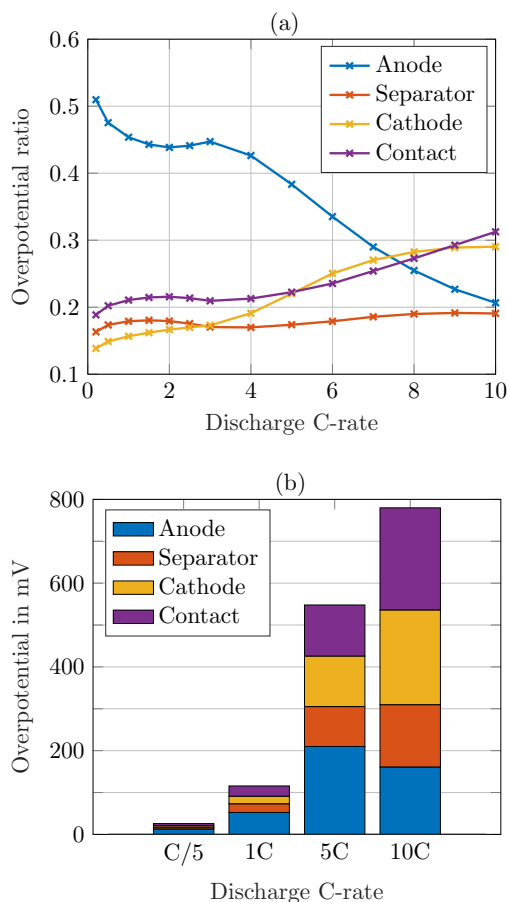 (a)
0.6
0.5
0.4
0.3
0.2
0.1
Overpotential ratio
Anode
Separator
Cathode
Contact
0 2 4 6 8 10
Discharge C-rate
(b)
800
600
400
200
0
Overpotential in mV
Anode
Separator
Cathode
Contact
C/5 1C 5C 10C
Discharge C-rate